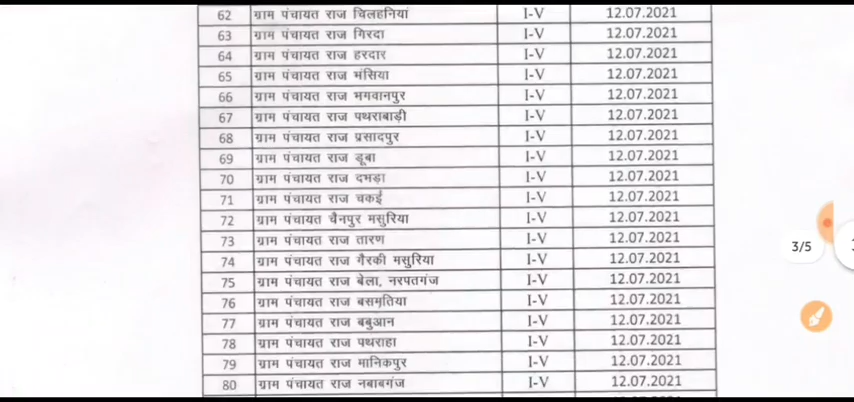 62 ग्राम पंचायत राज चिलहनियां I-V 12.07.2021
63 ग्राम पंचायत राज गिरदा I-V 12.07.2021
64 ग्राम पंचायत राज हरदार I-V 12.07.2021
65 ग्राम पंचायत राज भंसिया I-V 12.07.2021
66 ग्राम पंचायत राज भगवानपुर I-V 12.07.2021
67 ग्राम पंचायत राज पथराबाड़ी I-V 12.07.2021
68 ग्राम पंचायत राज प्रसादपुर I-V 12.07.2021
69 ग्राम पंचायत राज डूबा I-V 12.07.2021
70 ग्राम पंचायत राज दभड़ा I-V 12.07.2021
71 ग्राम पंचायत राज चकई I-V 12.07.2021
72 ग्राम पंचायत चैनपुर मसुरिया I-V 12.07.2021
73 ग्राम पंचायत राज तारण I-V 12.07.2021
74 ग्राम पंचायत राज गैरकी मसुरिया I-V 12.07.2021
3/5
75 ग्राम पंचायत राज बेला, नरपतगंज I-V 12.07.2021
76 ग्राम पंचायत राज बसमतिया I-V 12.07.2021
77 ग्राम पंचायत राज बबुआन I-V 12.07.2021
78 ग्राम पंचायत राज पथराहा I-V 12.07.2021
79 ग्राम पंचायत राज मानिकपुर I-V 12.07.2021
80 ग्राम पंचायत राज नबाबगंज I-V 12.07.2021